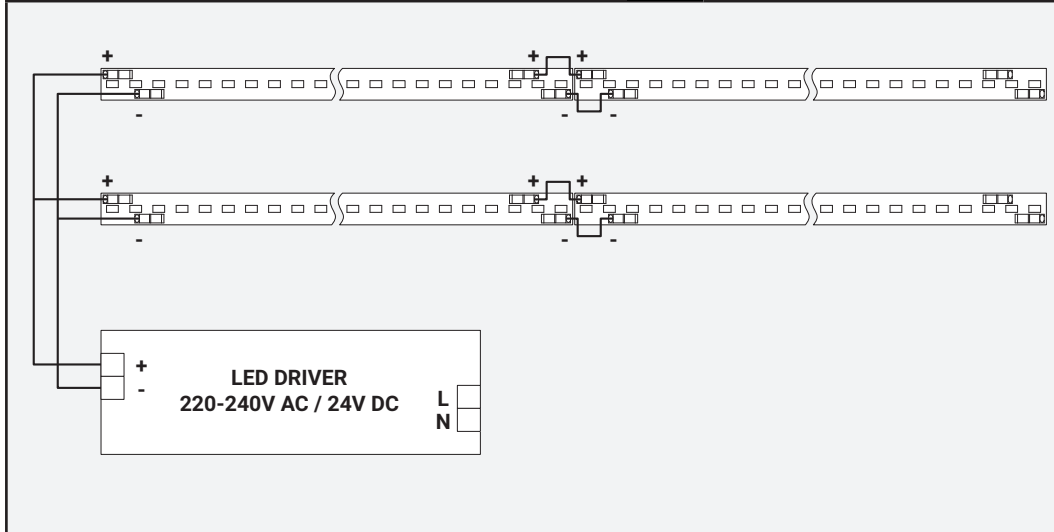 + + +
- - -
+ + +
- - -
+
-
LED DRIVER
220-240V AC / 24V DC
L
N